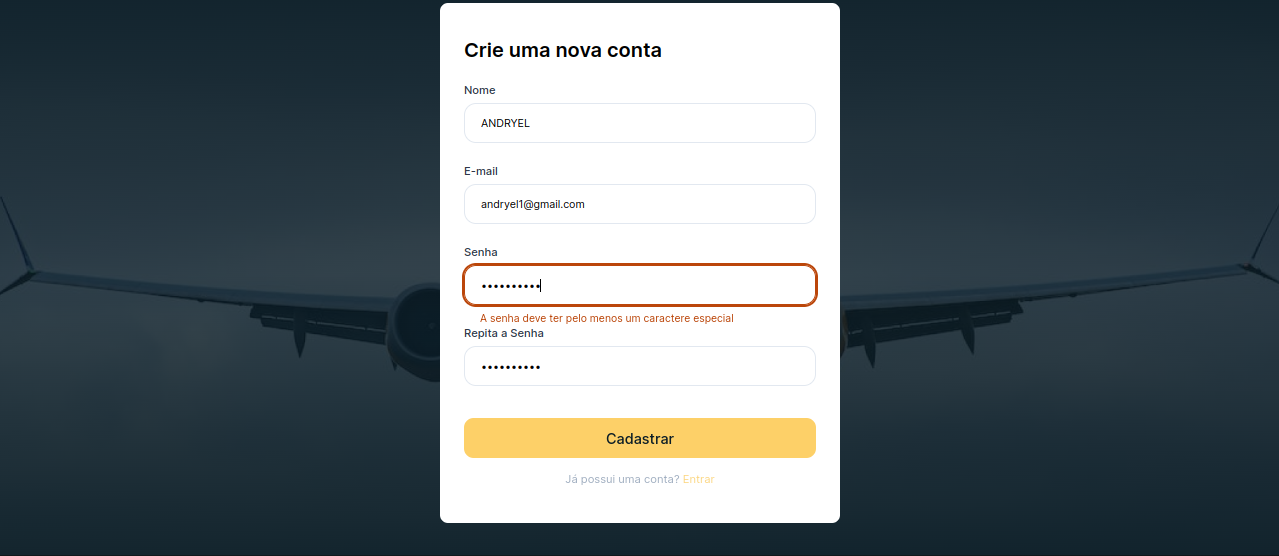 Crie uma nova conta
Nome
ANDRYEL
E-mail
andryel1@gmail.com
Senha
••••••••••
A senha deve ter pelo menos um caractere especial
Repita a Senha
••••••••••
Cadastrar
Já possui uma conta? Entrar